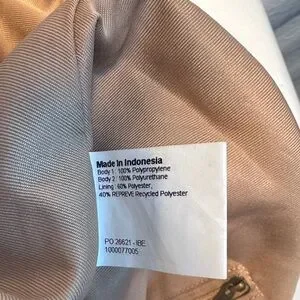 Made in Indonesia
Body 1: 100% Polypropylene
Body 2: 100% Polyurethane
Lining : 60% Polyester,
40% REPREVE Recycled Polyester
PO 26621 - IBE
1000077005